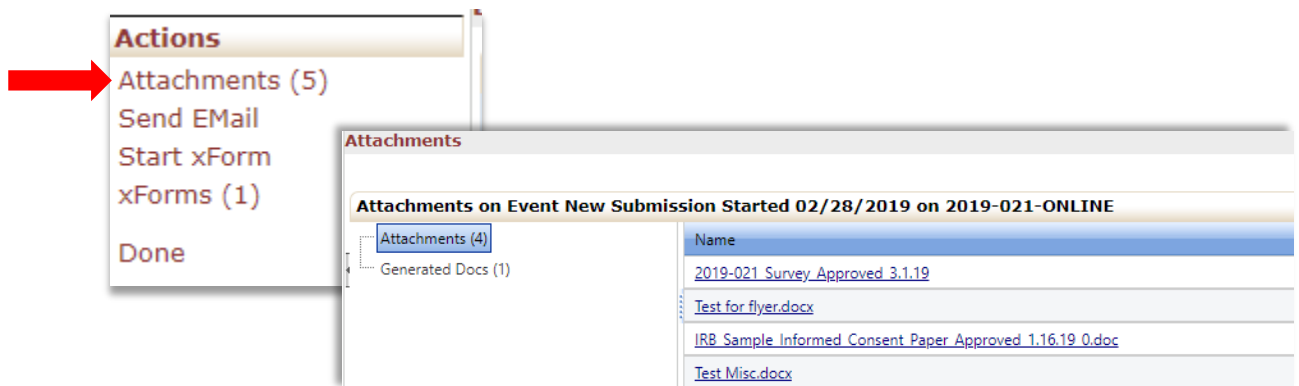 Actions
Attachments (5)
Send EMail
Start xForm
xForms (1)
Done
Attachments
Attachments on Event New Submission Started 02/28/2019 on 2019-021-ONLINE
Attachments (4)
Generated Docs (1)
Name
2019-021 Survey Approved 3.1.19
Test for flyer.docx
IRB Sample Informed Consent Paper Approved 1.16.19 0.doc
Test Misc.docx